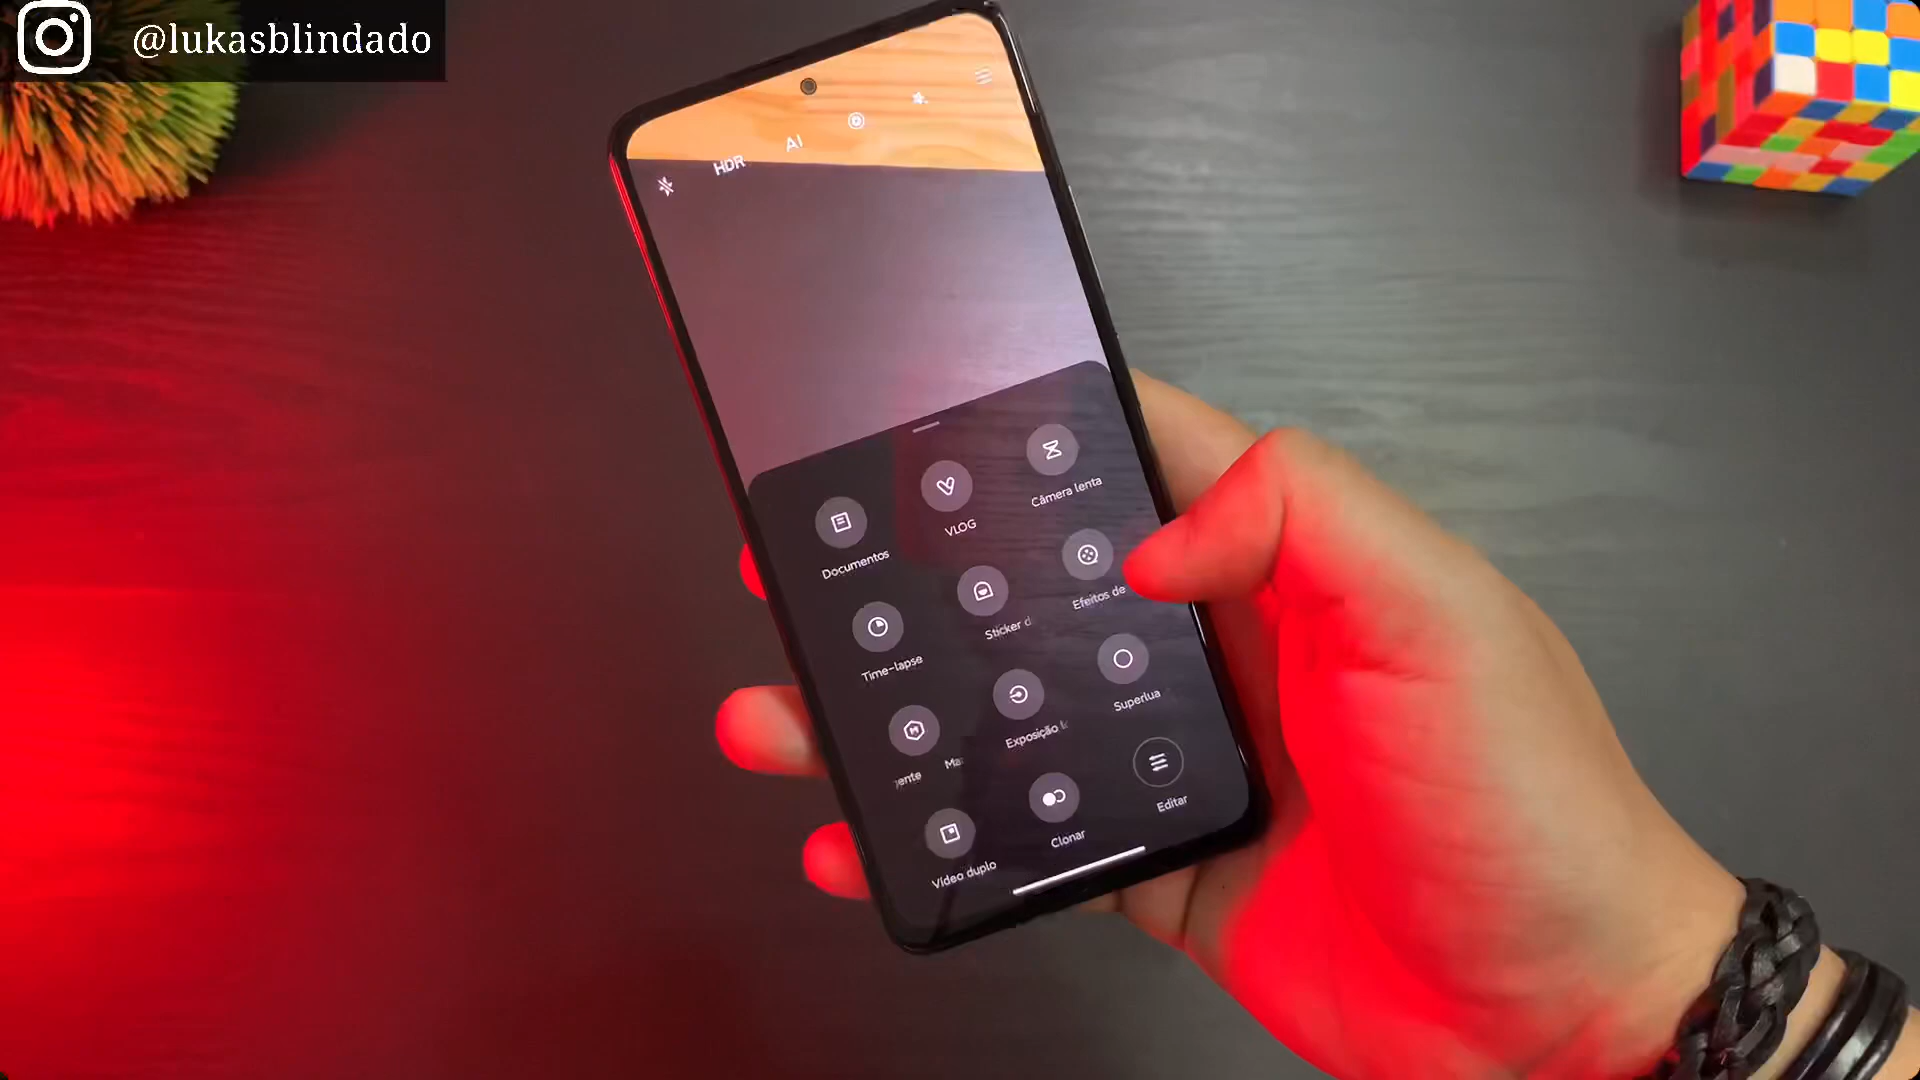 @lukasblindado
HDR
AI
Documentos
VLOG
Câmera lenta
Time-lapse
Sticker d
Efeitos de
Exposição
Superlua
Vídeo duplo
Clonar
Editar